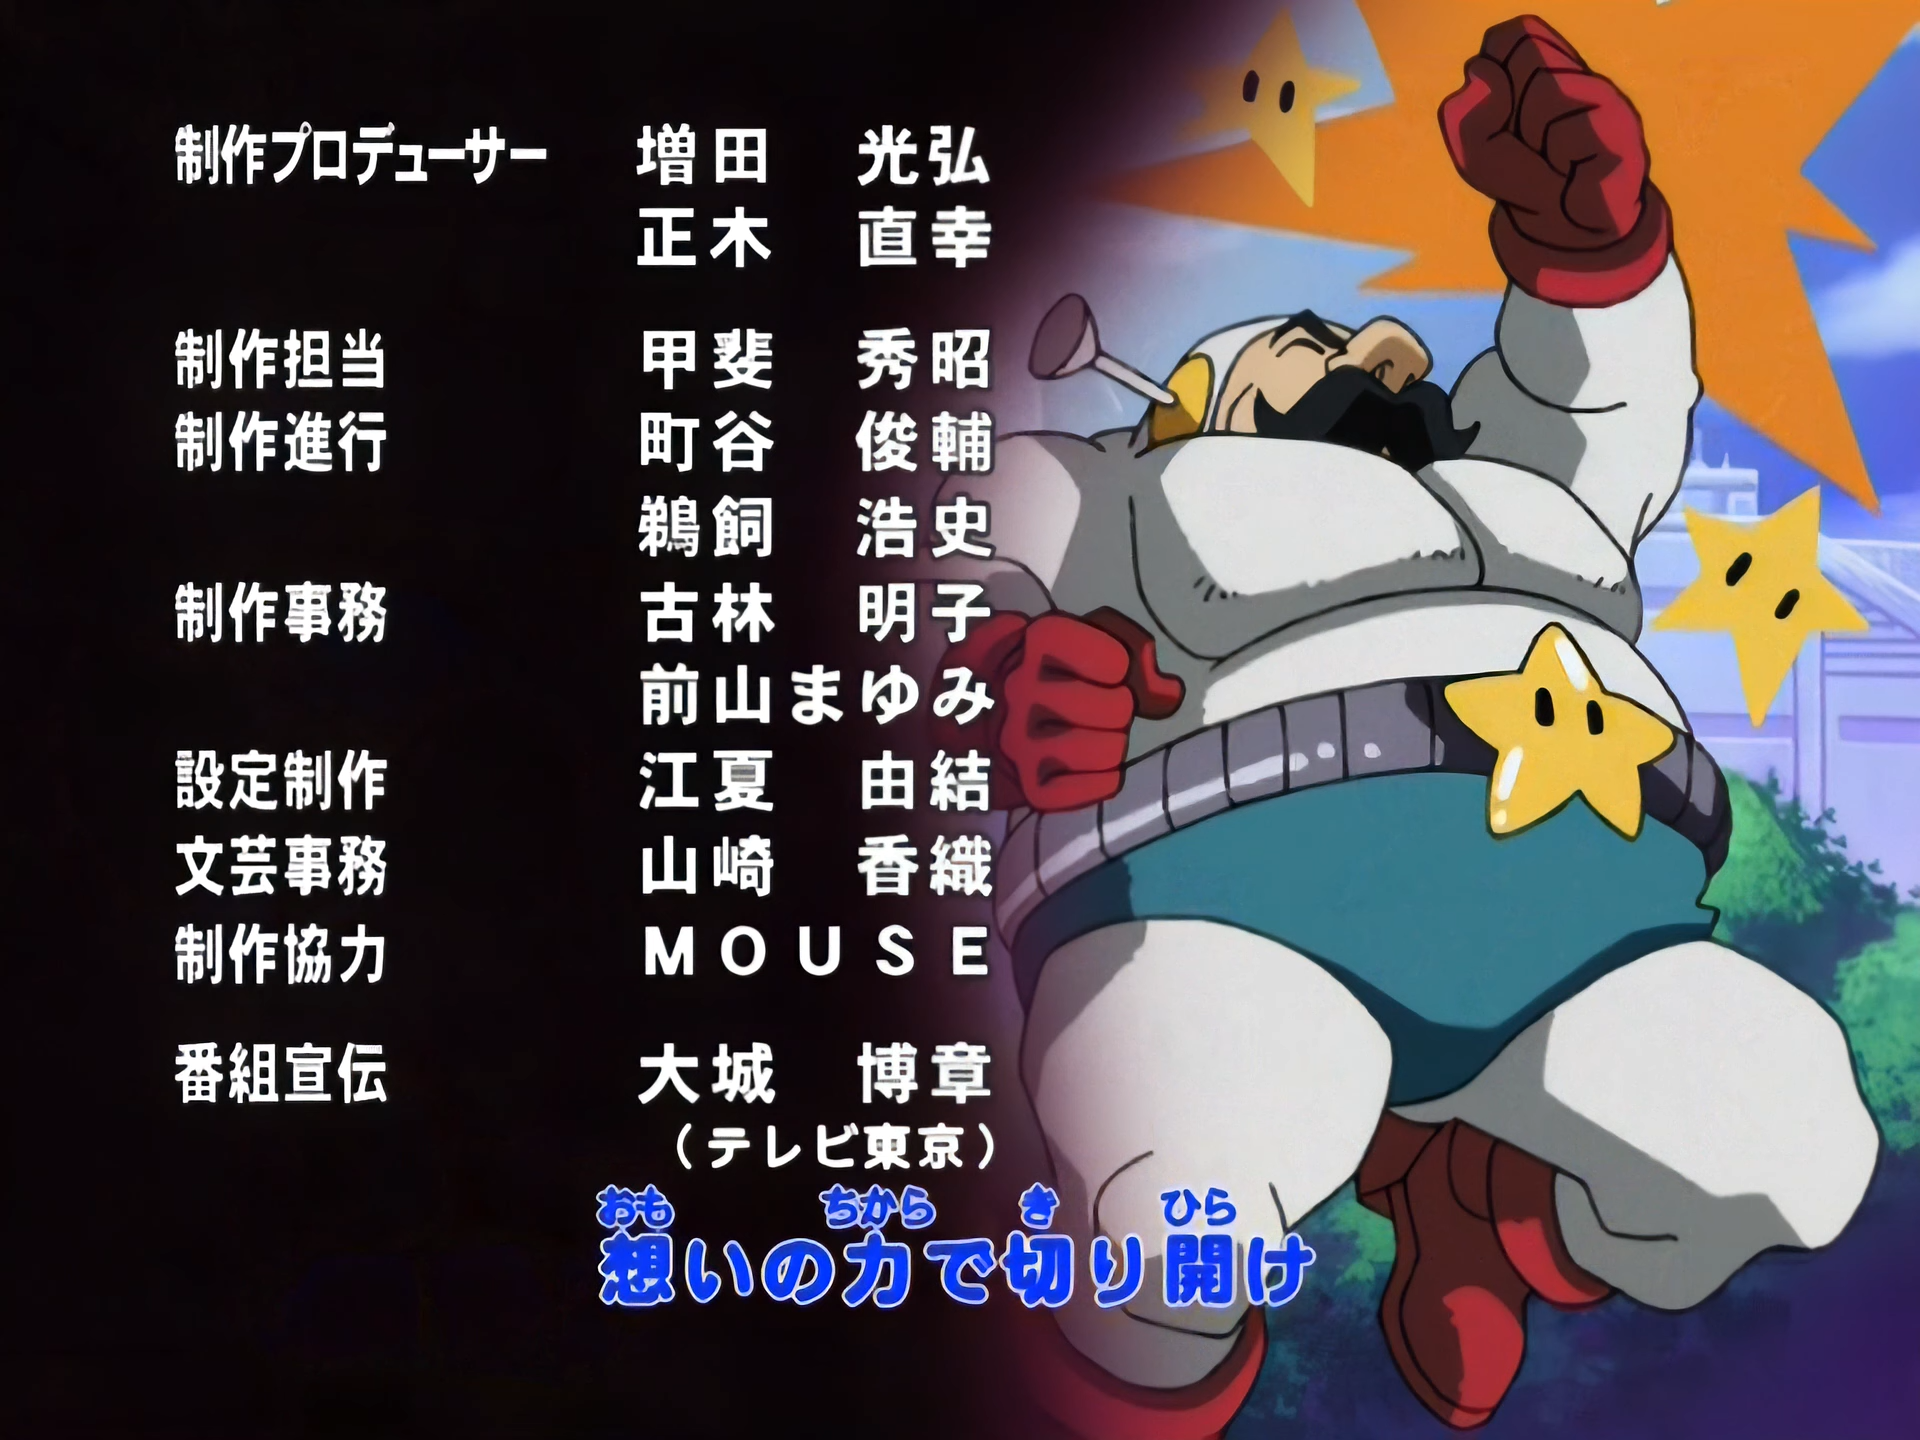 制作プロデューサー 増田 光弘
正木 直幸
制作担当 甲斐 秀昭
制作進行 町谷 俊輔
鵜飼 浩史
制作事務 古林 明子
前山まゆみ
設定制作 江夏 由結
文芸事務 山崎 香織
制作協力 MOUSE
番組宣伝 大城 博章
（テレビ東京）
おも ちから き ひら
想いの力で切り開け